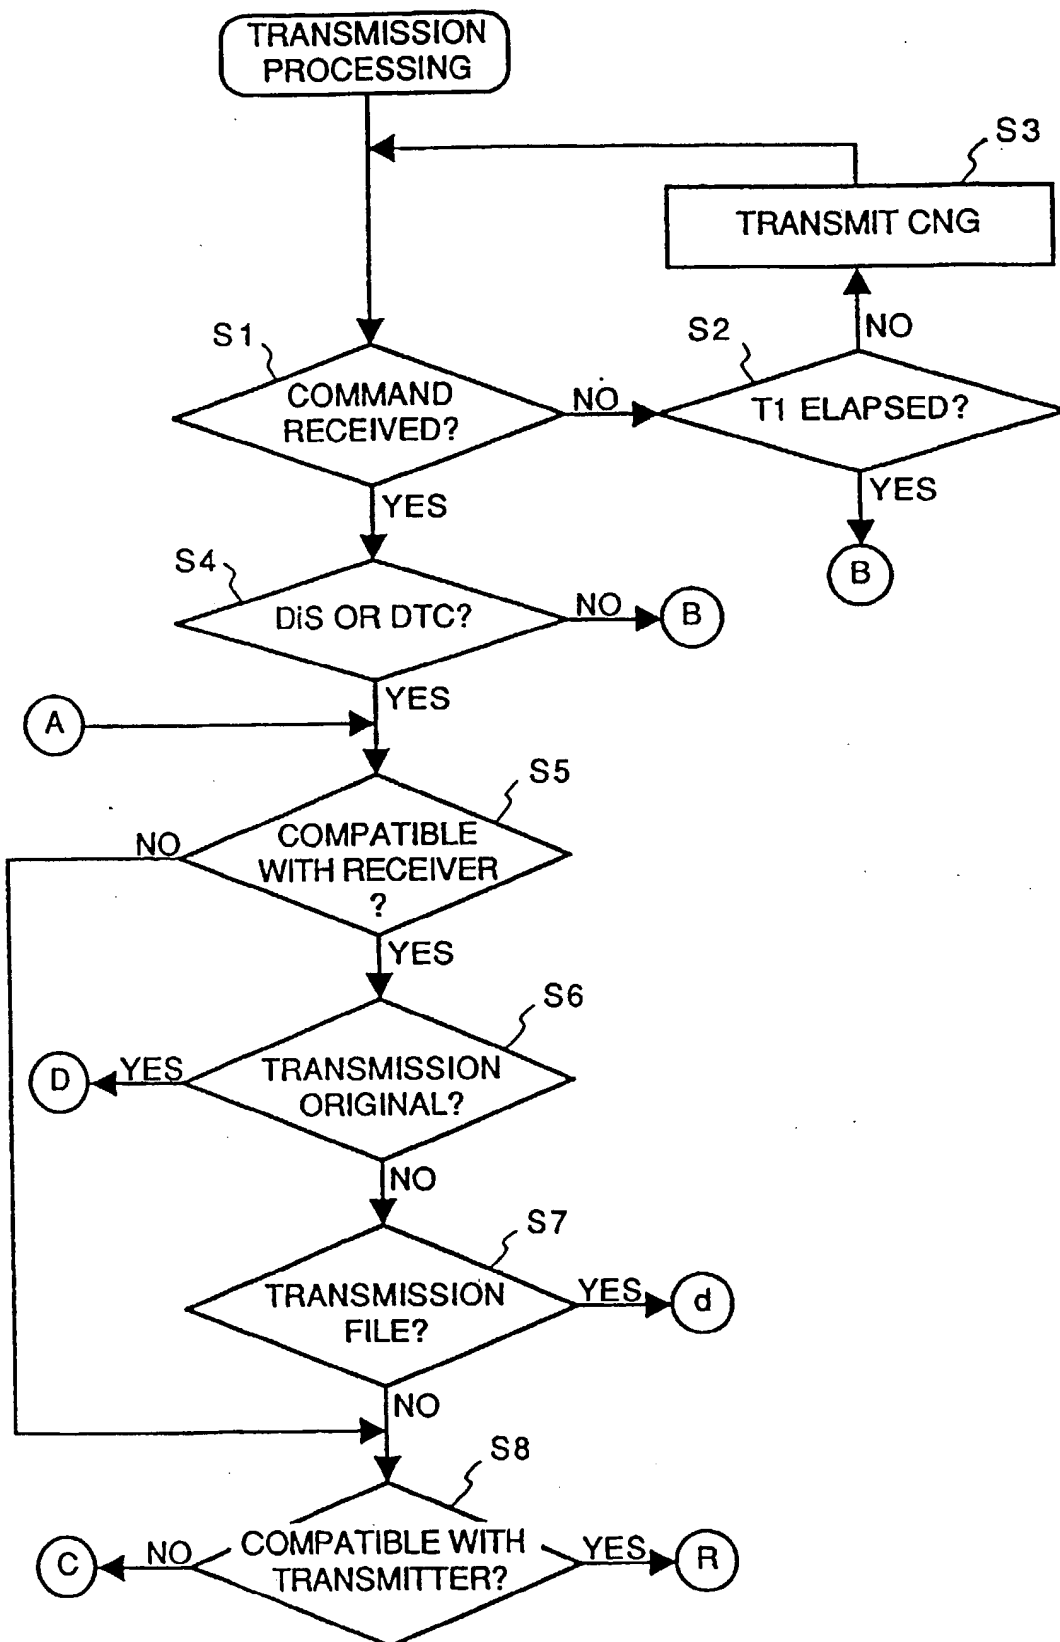 TRANSMISSION
PROCESSING
S3
TRANSMIT CNG
NO
S1
S2
COMMAND
RECEIVED?
NO
T1 ELAPSED?
YES
YES
B
S4
DiS OR DTC?
NO
B
YES
A
S5
NO
COMPATIBLE
WITH RECEIVER
?
YES
S6
D
YES
TRANSMISSION
ORIGINAL?
NO
S7
TRANSMISSION
FILE?
YES
d
NO
S8
C
NO
COMPATIBLE WITH
TRANSMITTER?
YES
R